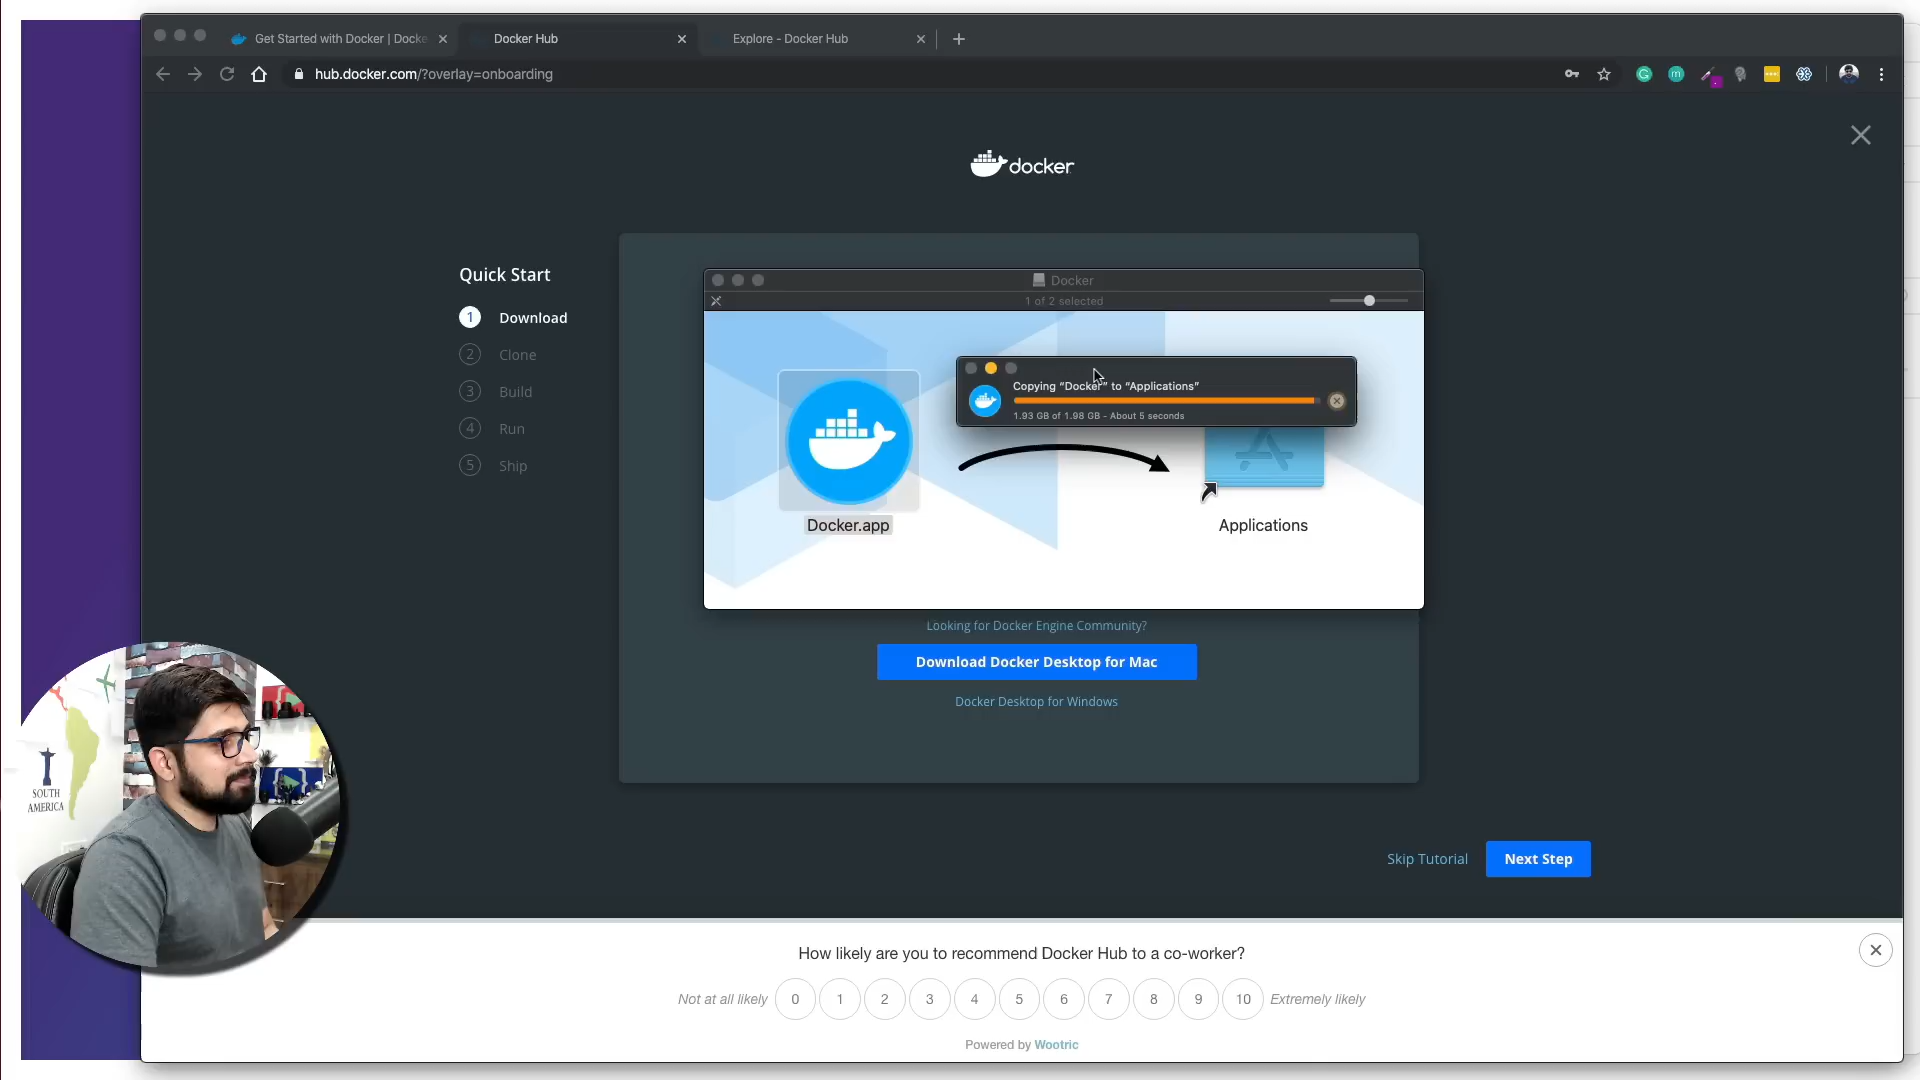 Get Started with Docker | Docke
Docker Hub
Explore - Docker Hub
hub.docker.com/?overlay=onboarding
docker
Quick Start
1 Download
2 Clone
3 Build
4 Run
5 Ship
Docker
1 of 2 selected
Copying “Docker” to “Applications”
1.93 GB of 1.98 GB - About 5 seconds
Docker.app
Applications
Looking for Docker Engine Community?
Download Docker Desktop for Mac
Docker Desktop for Windows
SOUTH
AMERICA
Skip Tutorial
Next Step
How likely are you to recommend Docker Hub to a co-worker?
Not at all likely 0 1 2 3 4 5 6 7 8 9 10 Extremely likely
Powered by Wootric